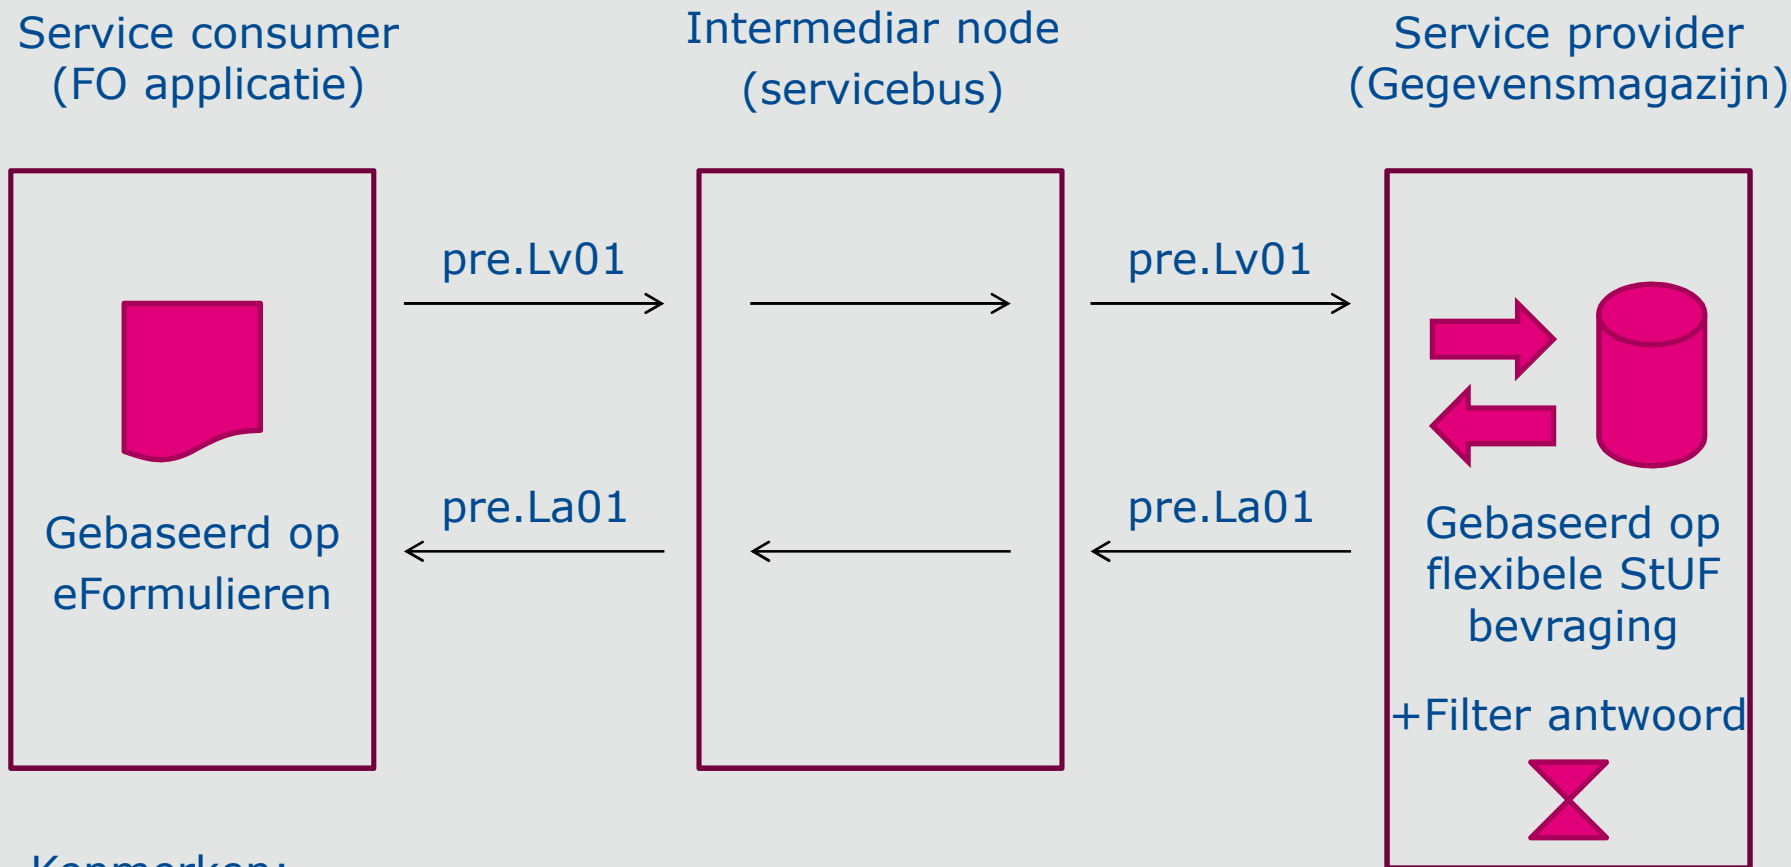 Service consumer
(FO applicatie)
Intermediar node
(servicebus)
Service provider
(Gegevensmagazijn)
pre.Lv01
pre.Lv01
Gebaseerd op
eFormulieren
pre.La01
pre.La01
Gebaseerd op
flexibele StUF
bevraging
+Filter antwoord
Kenmerken: